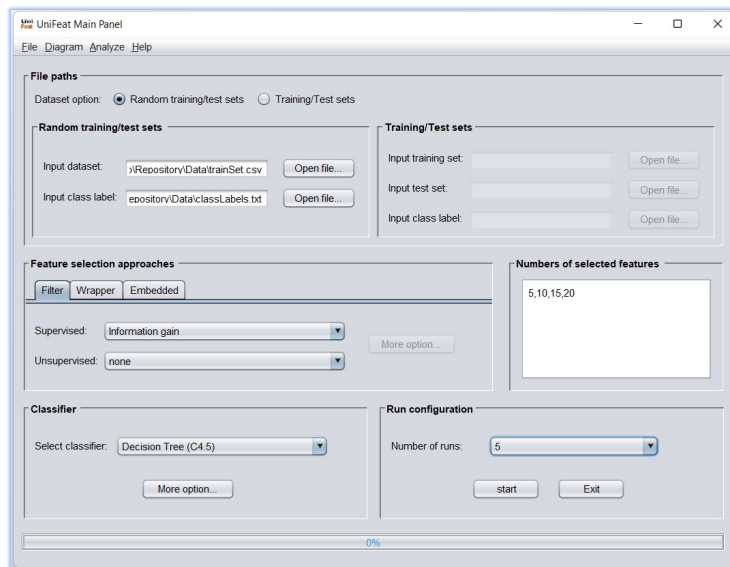 Uni
Feat UniFeat Main Panel
File Diagram Analyze Help
File paths
Dataset option: Random training/test sets Training/Test sets
Random training/test sets
Input dataset: )\Repository\Data\trainSet.csv Open file...
Input class label: epository\Data\classLabels.txt Open file...
Training/Test sets
Input training set: Open file...
Input test set: Open file...
Input class label: Open file...
Feature selection approaches
Filter Wrapper Embedded
Supervised: Information gain
Unsupervised: none
More option...
Numbers of selected features
5,10,15,20
Classifier
Select classifier: Decision Tree (C4.5)
More option...
Run configuration
Number of runs: 5
start Exit
0%